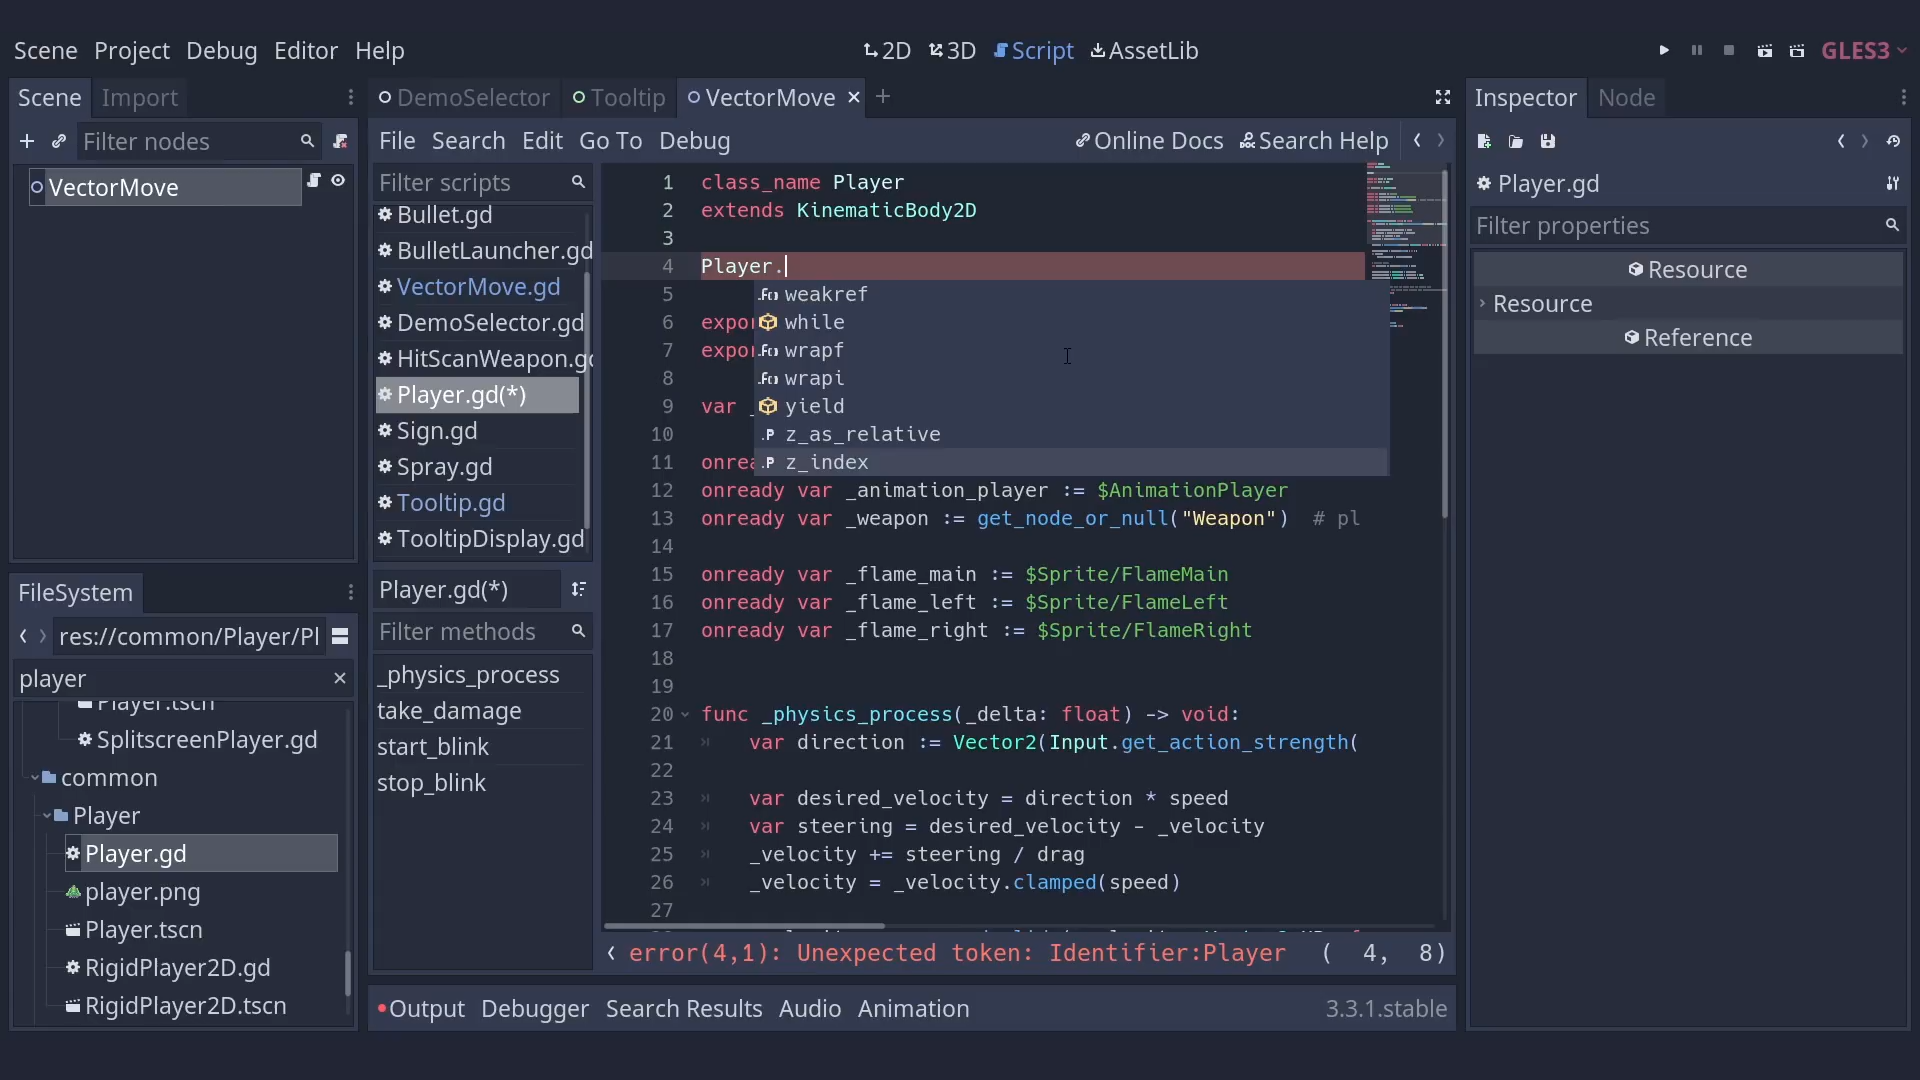 Scene Project Debug Editor Help
2D 3D Script AssetLib
GLES3
Scene Import
Filter nodes
VectorMove
FileSystem
res://common/Player/Pl
player
Player.tscn
SplitscreenPlayer.gd
common
Player
Player.gd
player.png
Player.tscn
RigidPlayer2D.gd
RigidPlayer2D.tscn
DemoSelector Tooltip VectorMove
File Search Edit Go To Debug
Online Docs Search Help
Filter scripts
Bullet.gd
BulletLauncher.gd
VectorMove.gd
DemoSelector.gd
HitScanWeapon.gd
Player.gd(*)
Sign.gd
Spray.gd
Tooltip.gd
TooltipDisplay.gd
Player.gd(*)
Filter methods
_physics_process
take_damage
start_blink
stop_blink
1 class_name Player
2 extends KinematicBody2D
3
4 Player.
5
6 expor
7 expor
8
9 var _
10
11 onrea
weakref
while
wrapf
wrapi
yield
z_as_relative
z_index
12 onready var _animation_player := $AnimationPlayer
13 onready var _weapon := get_node_or_null("Weapon") # pl
14
15 onready var _flame_main := $Sprite/FlameMain
16 onready var _flame_left := $Sprite/FlameLeft
17 onready var _flame_right := $Sprite/FlameRight
18
19
20 func _physics_process(_delta: float) -> void:
21 var direction := Vector2(Input.get_action_strength(
22
23 var desired_velocity = direction * speed
24 var steering = desired_velocity - _velocity
25 _velocity += steering / drag
26 _velocity = _velocity.clamped(speed)
27
error(4,1): Unexpected token: Identifier:Player ( 4, 8)
Output Debugger Search Results Audio Animation 3.3.1.stable
Inspector Node
Player.gd
Filter properties
Resource
Resource
Reference